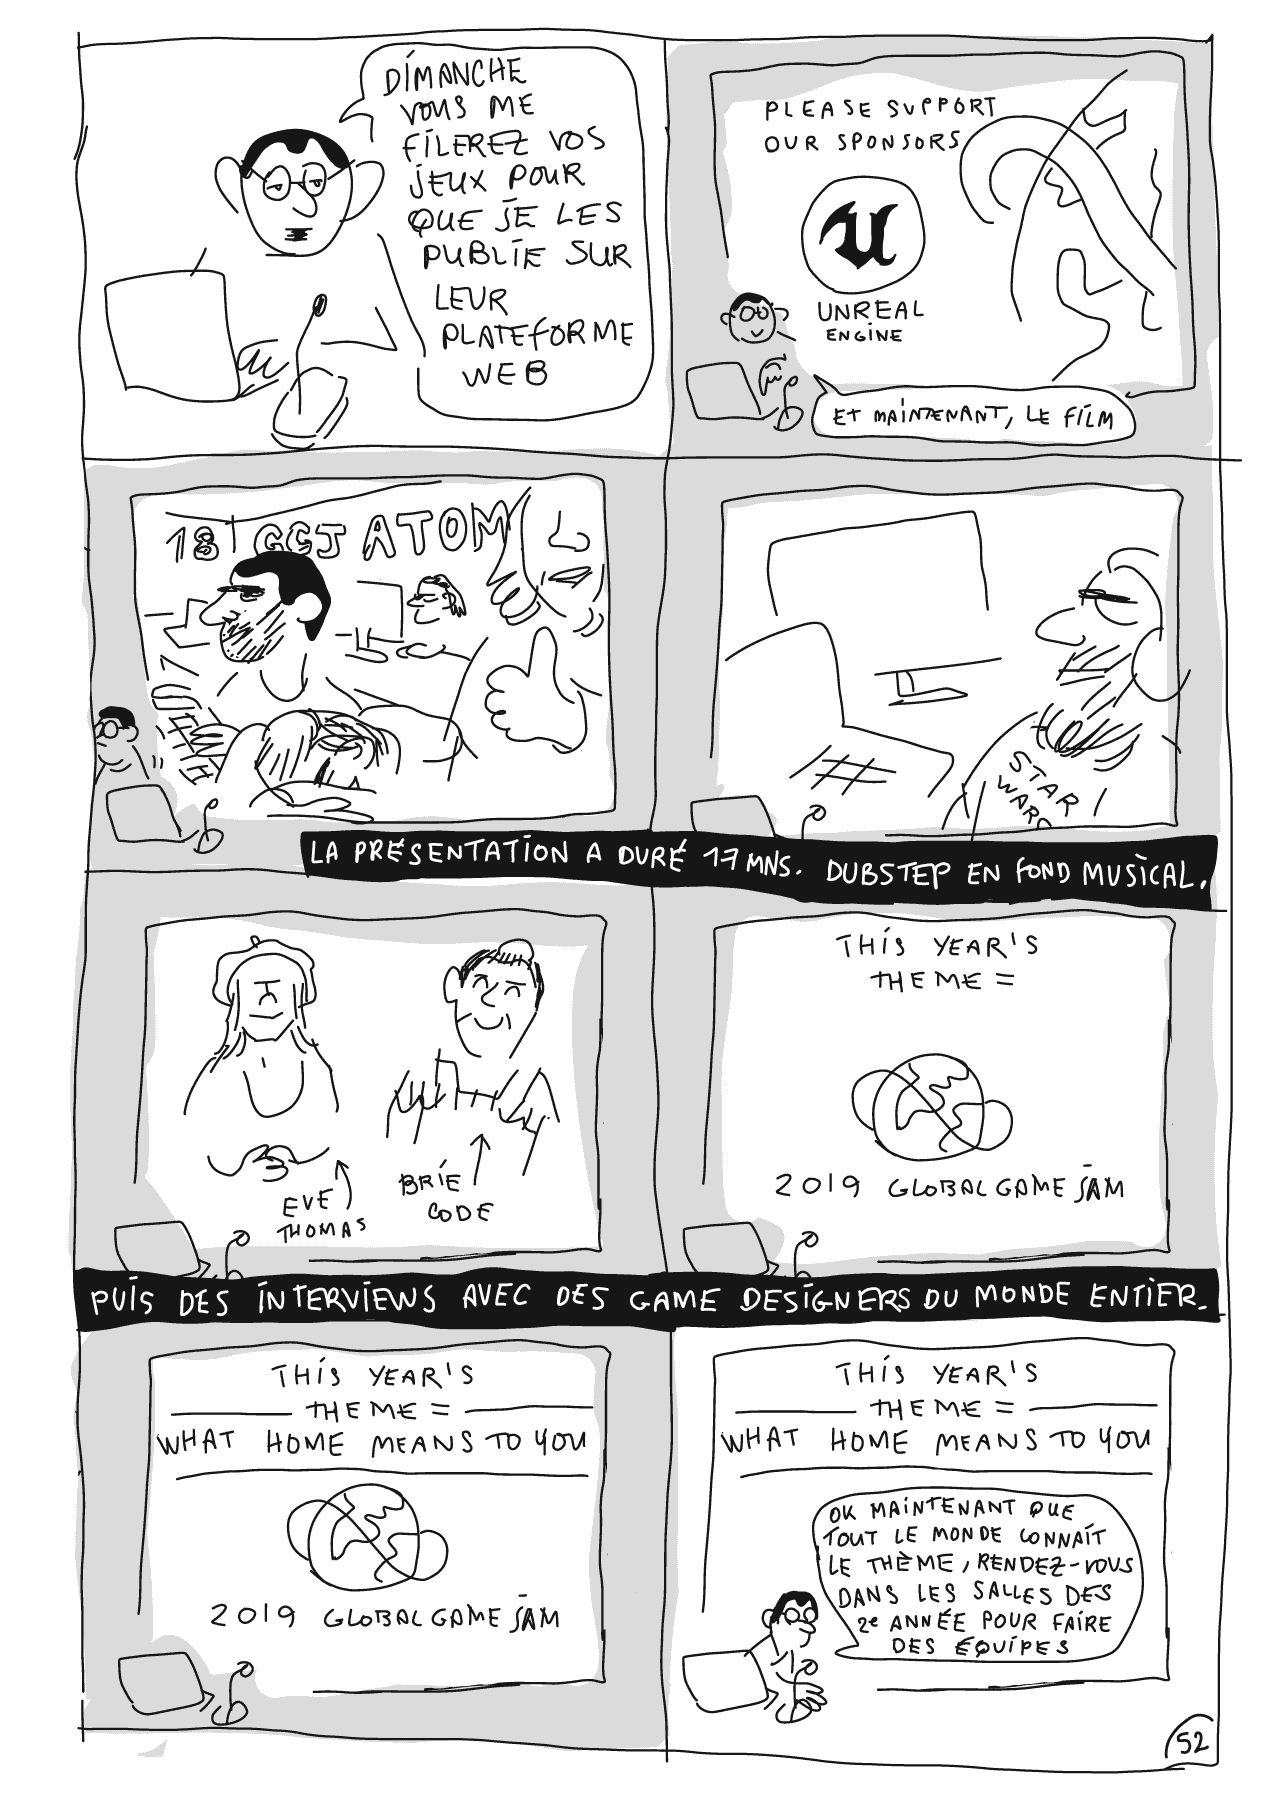 DIMANCHE
VOUS ME
FILEREZ VOS
JEUX POUR
QUE JE LES
PUBLIE SUR
LEUR
PLATEFORME
WEB
PLEASE SUPPORT
OUR SPONSORS
UNREAL
ENGINE
ET MAINTENANT, LE FILM
18' GGJ ATOM
STAR
WARS
LA PRÉSENTATION A DURÉ 17 MNS. DUBSTEP EN FOND MUSICAL.
EVE
THOMAS
BRIE
CODE
THIS YEAR'S
THEME =
2019 GLOBAL GAME JAM
PUIS DES INTERVIEWS AVEC DES GAME DESIGNERS DU MONDE ENTIER.
THIS YEAR'S
THEME =
WHAT HOME MEANS TO YOU
2019 GLOBAL GAME JAM
THIS YEAR'S
THEME =
WHAT HOME MEANS TO YOU
OK MAINTENANT QUE
TOUT LE MONDE CONNAÎT
LE THÈME, RENDEZ-VOUS
DANS LES SALLES DES
2e ANNÉE POUR FAIRE
DES ÉQUIPES
52